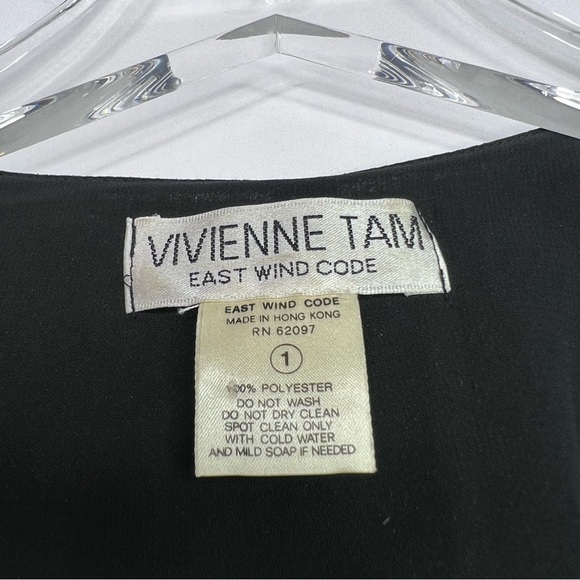 VIVIENNE TAM
EAST WIND CODE
EAST WIND CODE
MADE IN HONG KONG
RN 62097
1
100% POLYESTER
DO NOT WASH
DO NOT DRY CLEAN
SPOT CLEAN ONLY
WITH COLD WATER
AND MILD SOAP IF NEEDED